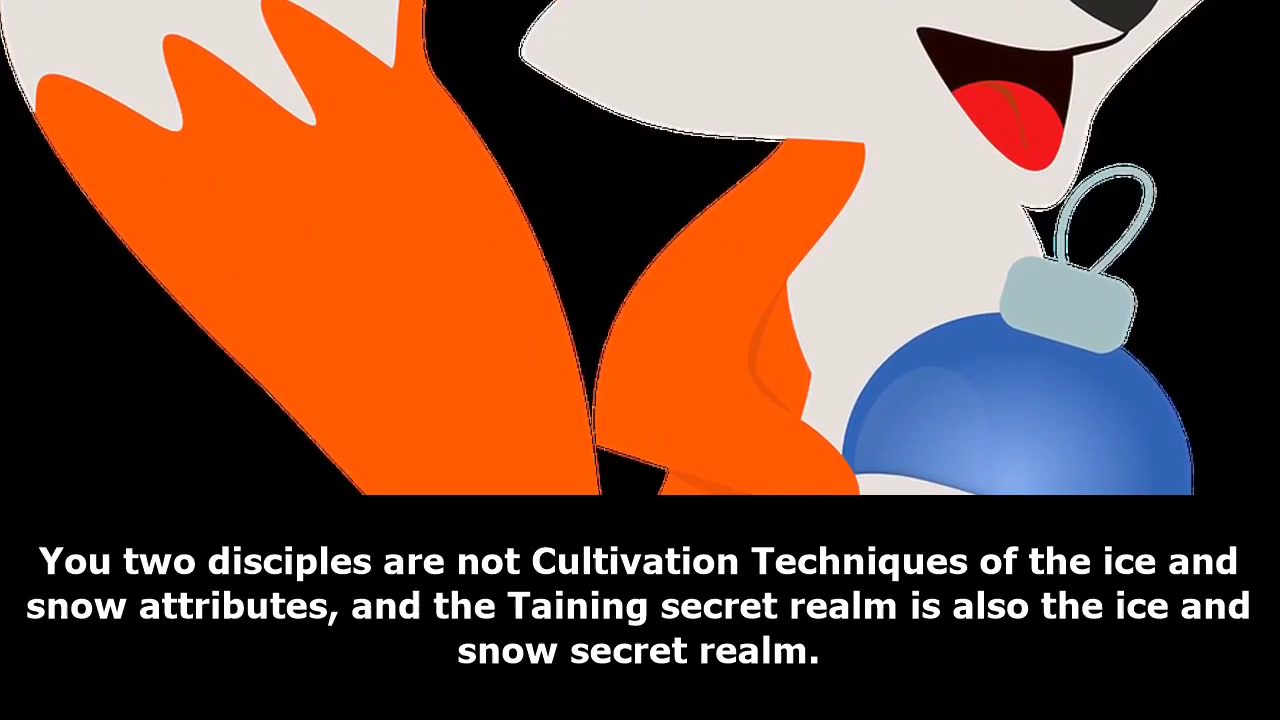 You two disciples are not Cultivation Techniques of the ice and
snow attributes, and the Taining secret realm is also the ice and
snow secret realm.